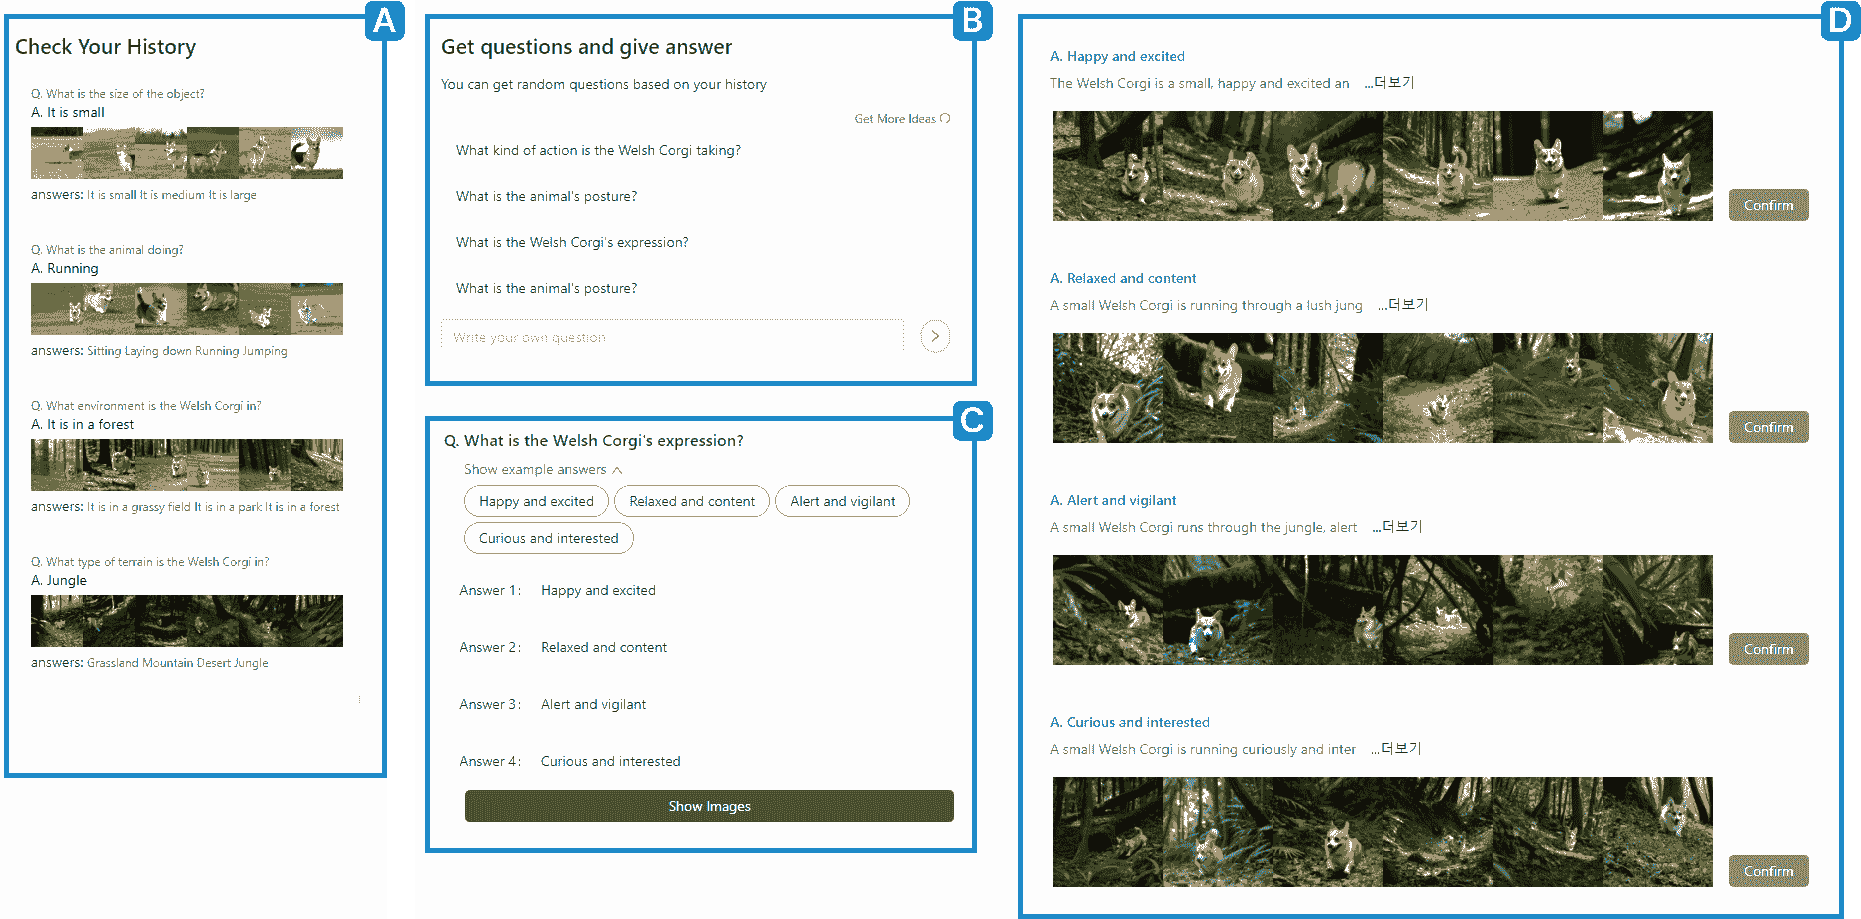 A
Check Your History
Q. What is the size of the object?
A. It is small
answers: It is small It is medium It is large
Q. What is the animal doing?
A. Running
answers: Sitting Laying down Running Jumping
Q. What environment is the Welsh Corgi in?
A. It is in a forest
answers: It is in a grassy field It is in a park It is in a forest
Q. What type of terrain is the Welsh Corgi in?
A. Jungle
answers: Grassland Mountain Desert Jungle
B
Get questions and give answer
You can get random questions based on your history
Get More Ideas
What kind of action is the Welsh Corgi taking?
What is the animal's posture?
What is the Welsh Corgi's expression?
What is the animal's posture?
Write your own question
C
Q. What is the Welsh Corgi's expression?
Show example answers
Happy and excited
Relaxed and content
Alert and vigilant
Curious and interested
Answer 1: Happy and excited
Answer 2: Relaxed and content
Answer 3: Alert and vigilant
Answer 4: Curious and interested
Show Images
D
A. Happy and excited
The Welsh Corgi is a small, happy and excited an ...더보기
Confirm
A. Relaxed and content
A small Welsh Corgi is running through a lush jung ...더보기
Confirm
A. Alert and vigilant
A small Welsh Corgi runs through the jungle, alert ...더보기
Confirm
A. Curious and interested
A small Welsh Corgi is running curiously and inter ...더보기
Confirm